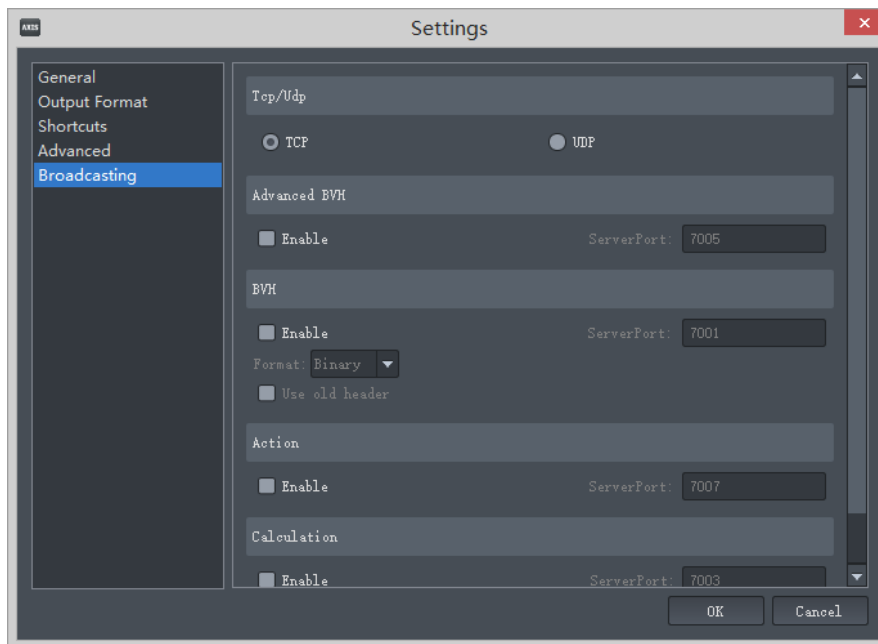 AXIS
Settings
General
Output Format
Shortcuts
Advanced
Broadcasting
Tcp/Udp
TCP UDP
Advanced BVH
Enable ServerPort: 7005
BVH
Enable ServerPort: 7001
Format: Binary
Use old header
Action
Enable ServerPort: 7007
Calculation
Enable ServerPort: 7003
OK Cancel